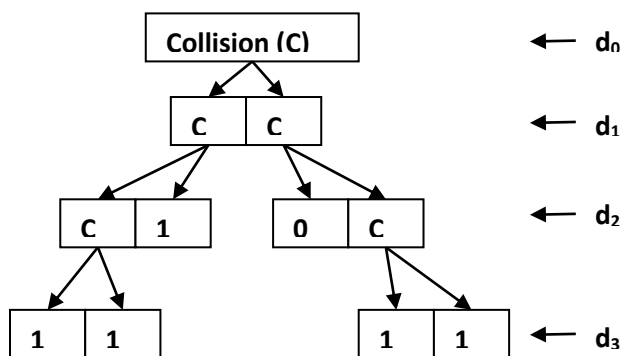 Collision (C) d₀
C C d₁
C 1 0 C d₂
1 1 1 1 d₃